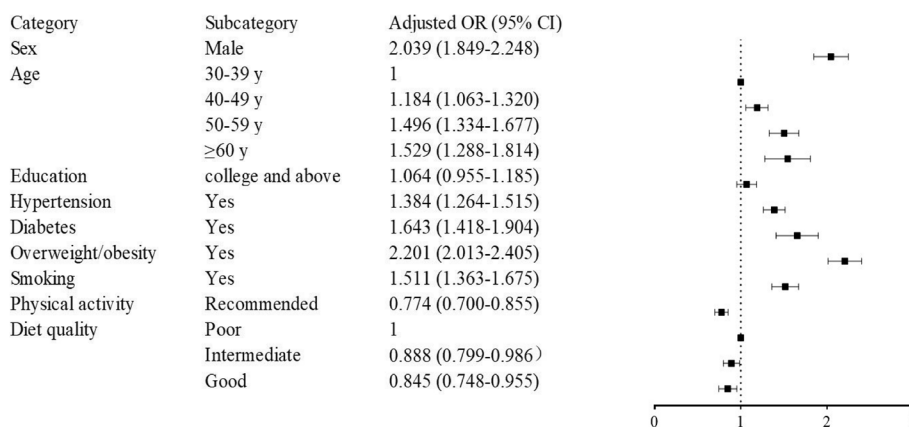 Category Subcategory Adjusted OR (95% CI)
Sex Male 2.039 (1.849-2.248)
Age 30-39 y 1
40-49 y 1.184 (1.063-1.320)
50-59 y 1.496 (1.334-1.677)
≥60 y 1.529 (1.288-1.814)
Education college and above 1.064 (0.955-1.185)
Hypertension Yes 1.384 (1.264-1.515)
Diabetes Yes 1.643 (1.418-1.904)
Overweight/obesity Yes 2.201 (2.013-2.405)
Smoking Yes 1.511 (1.363-1.675)
Physical activity Recommended 0.774 (0.700-0.855)
Diet quality Poor 1
Intermediate 0.888 (0.799-0.986）
Good 0.845 (0.748-0.955)
0 1 2